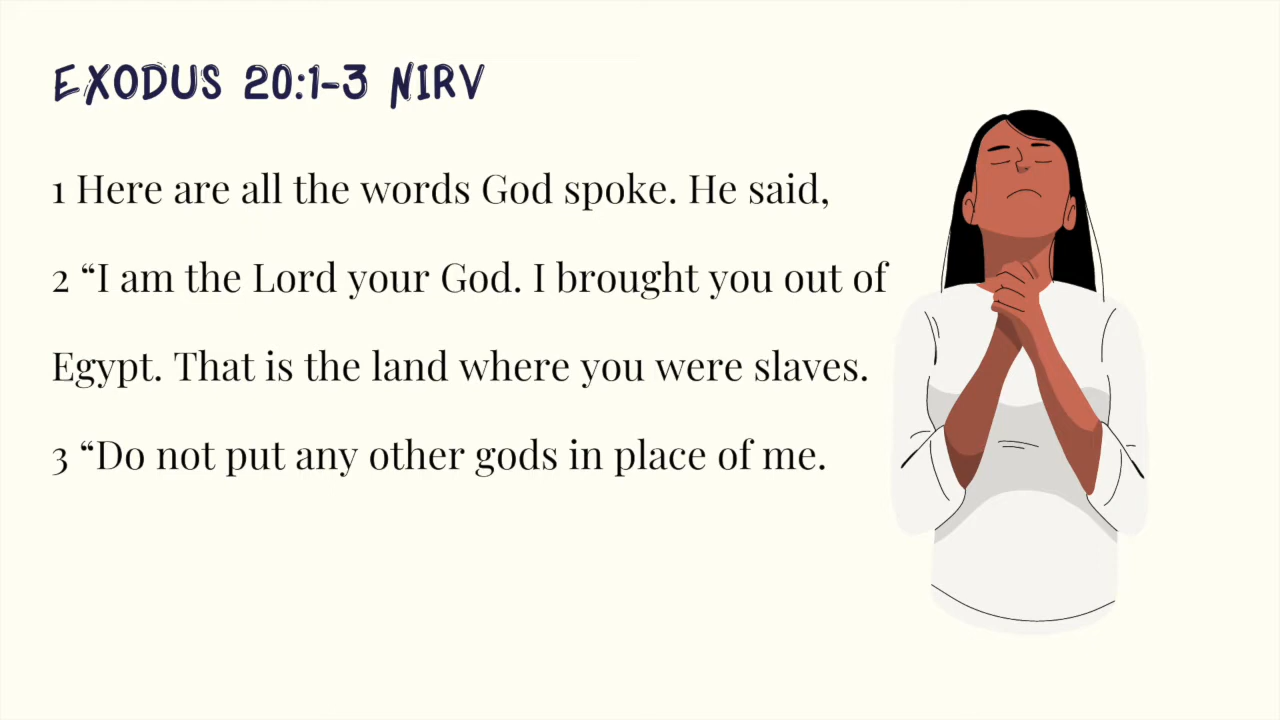 EXODUS 20:1-3 NIRV
1 Here are all the words God spoke. He said,
2 “I am the Lord your God. I brought you out of
Egypt. That is the land where you were slaves.
3 “Do not put any other gods in place of me.